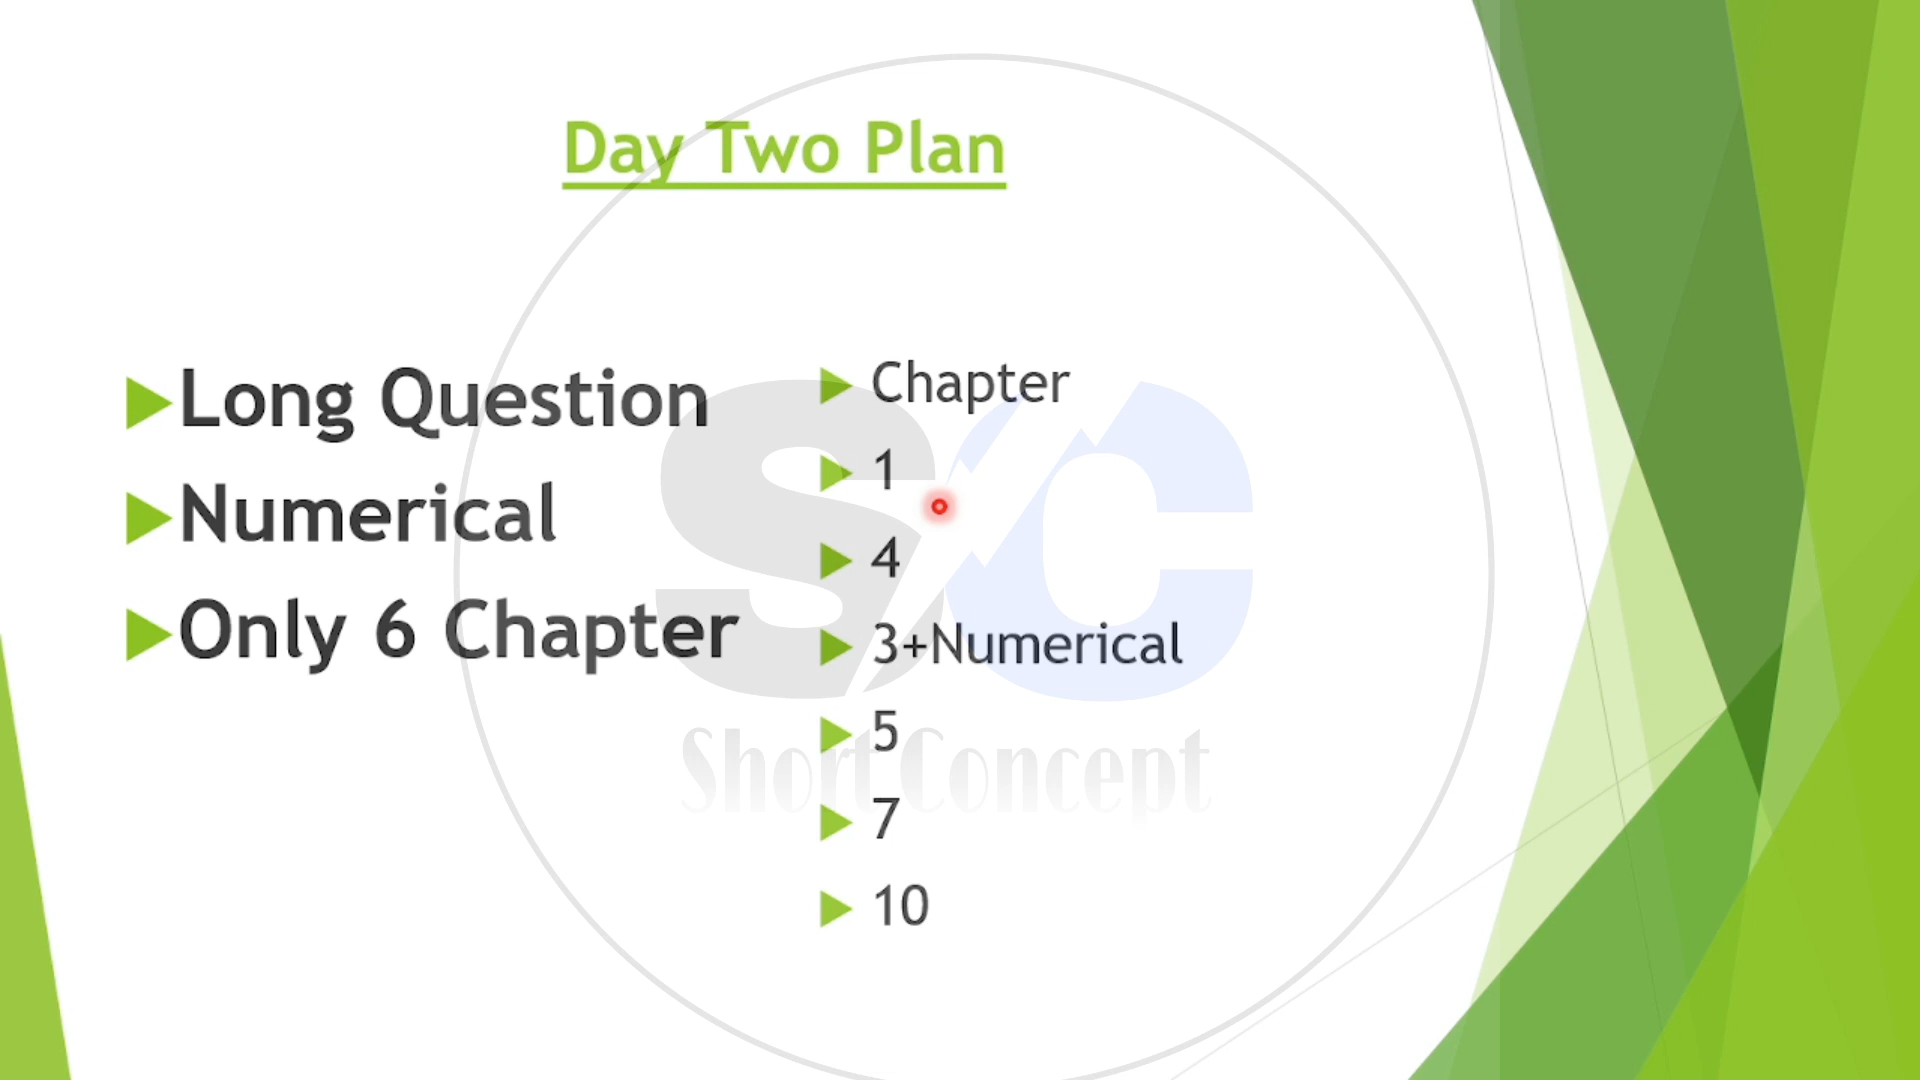 Day Two Plan
Long Question
Numerical
Only 6 Chapter
Chapter
1
4
3+Numerical
5
7
10
SC
Short Concept